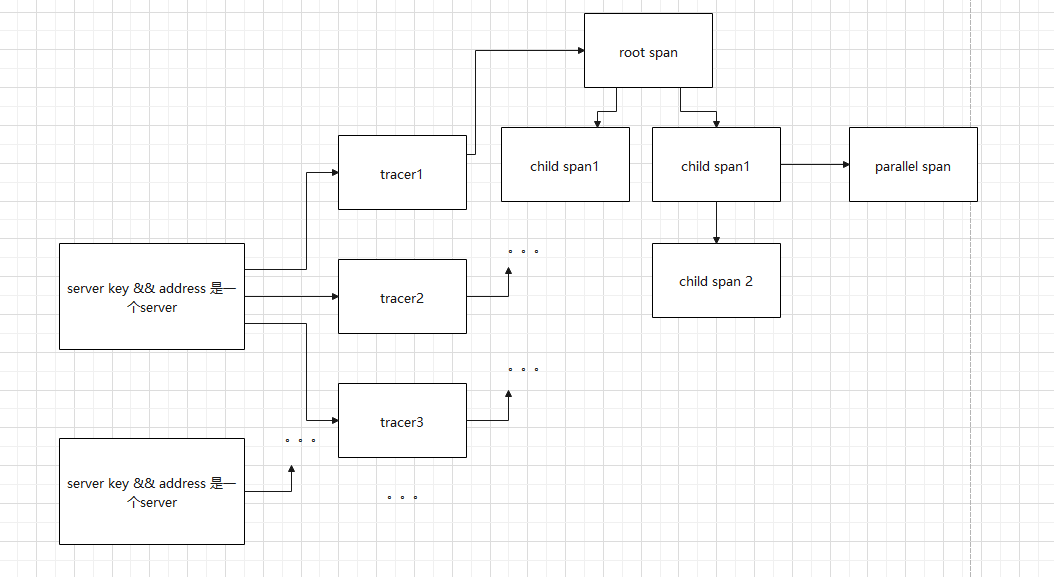 root span
child span1
child span1
parallel span
tracer1
child span 2
server key && address 是一
个server
。。。
tracer2
。。。
tracer3
。。。
server key && address 是一
个server
。。。